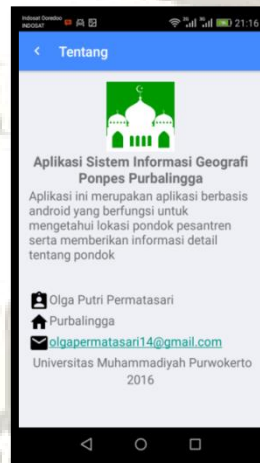 Indosat Ooredoo
INDOSAT
21:16
Tentang
Aplikasi Sistem Informasi Geografi
Ponpes Purbalingga
Aplikasi ini merupakan aplikasi berbasis
android yang berfungsi untuk
mengetahui lokasi pondok pesantren
serta memberikan informasi detail
tentang pondok
Olga Putri Permatasari
Purbalingga
olgapermatasari14@gmail.com
Universitas Muhammadiyah Purwokerto
2016